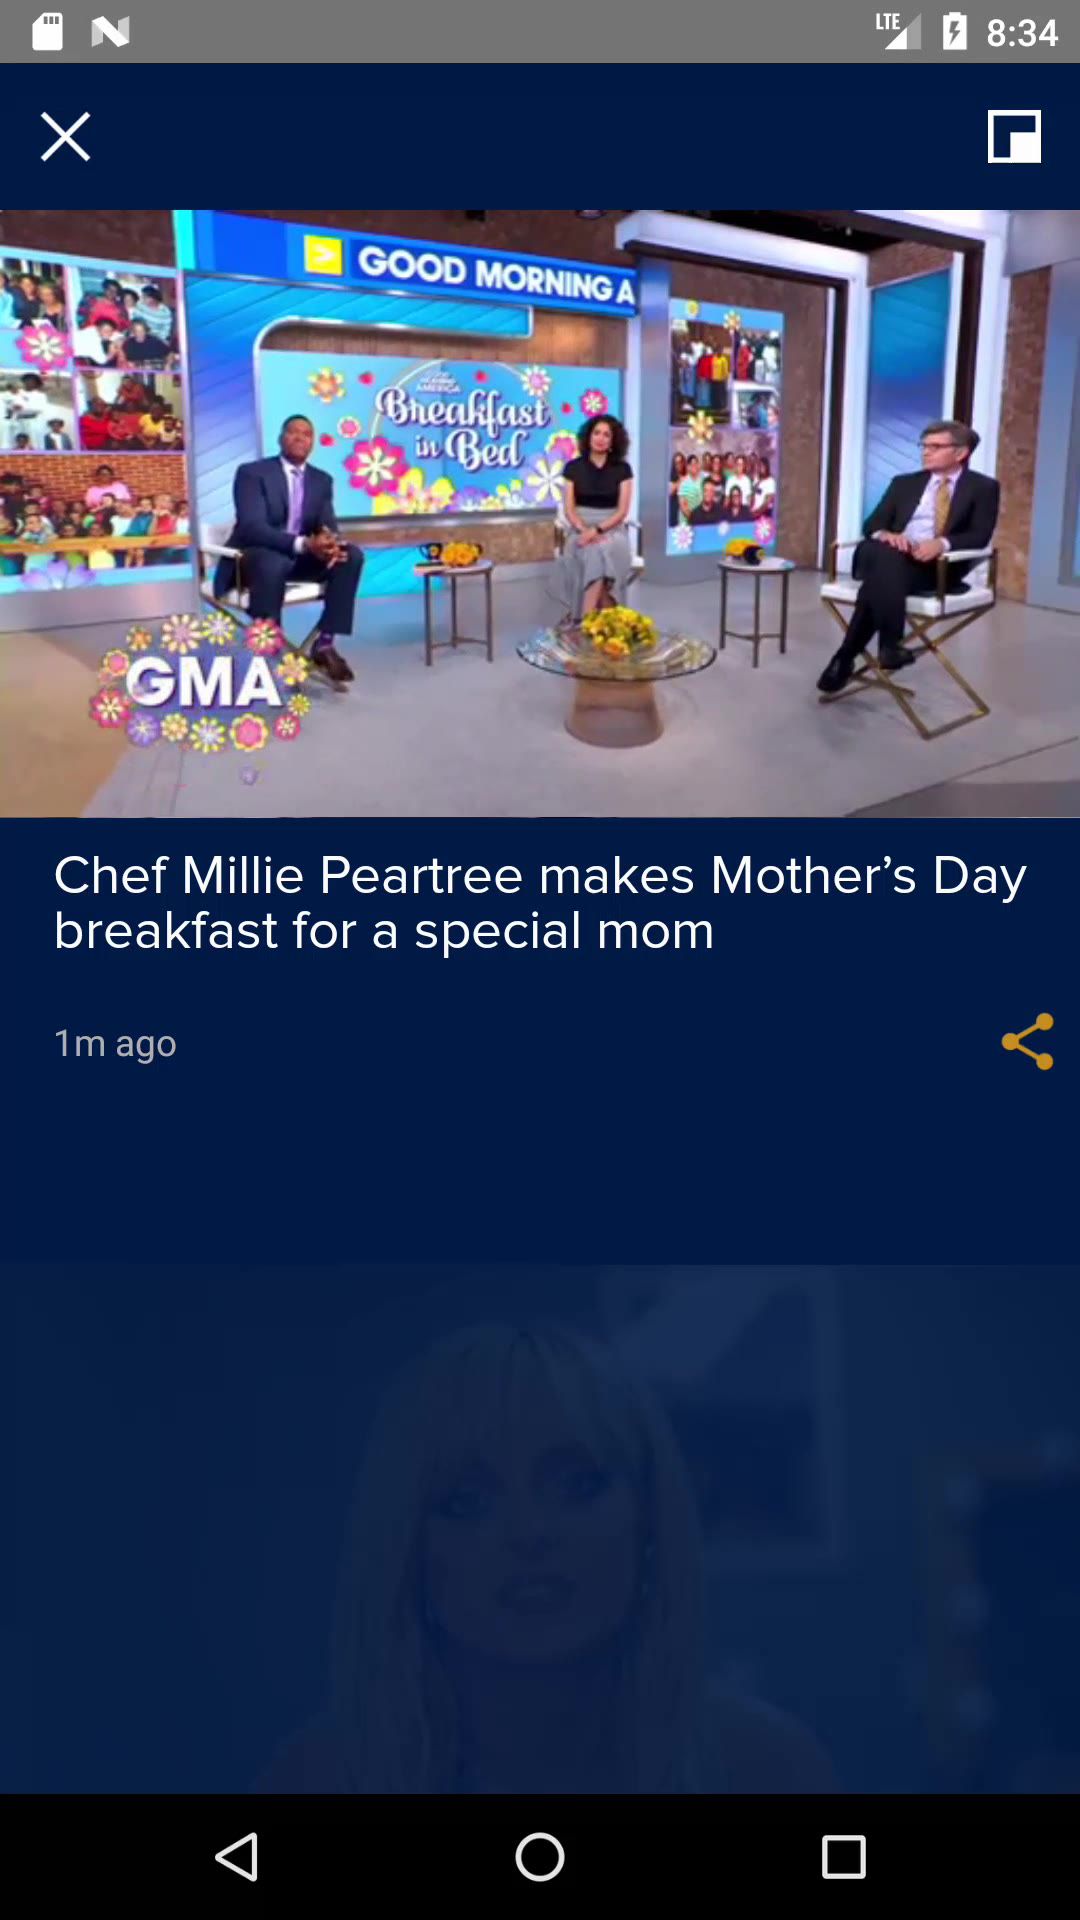 LTE 8:34
GOOD MORNING A
Breakfast
in Bed
GMA
Chef Millie Peartree makes Mother’s Day
breakfast for a special mom
1m ago